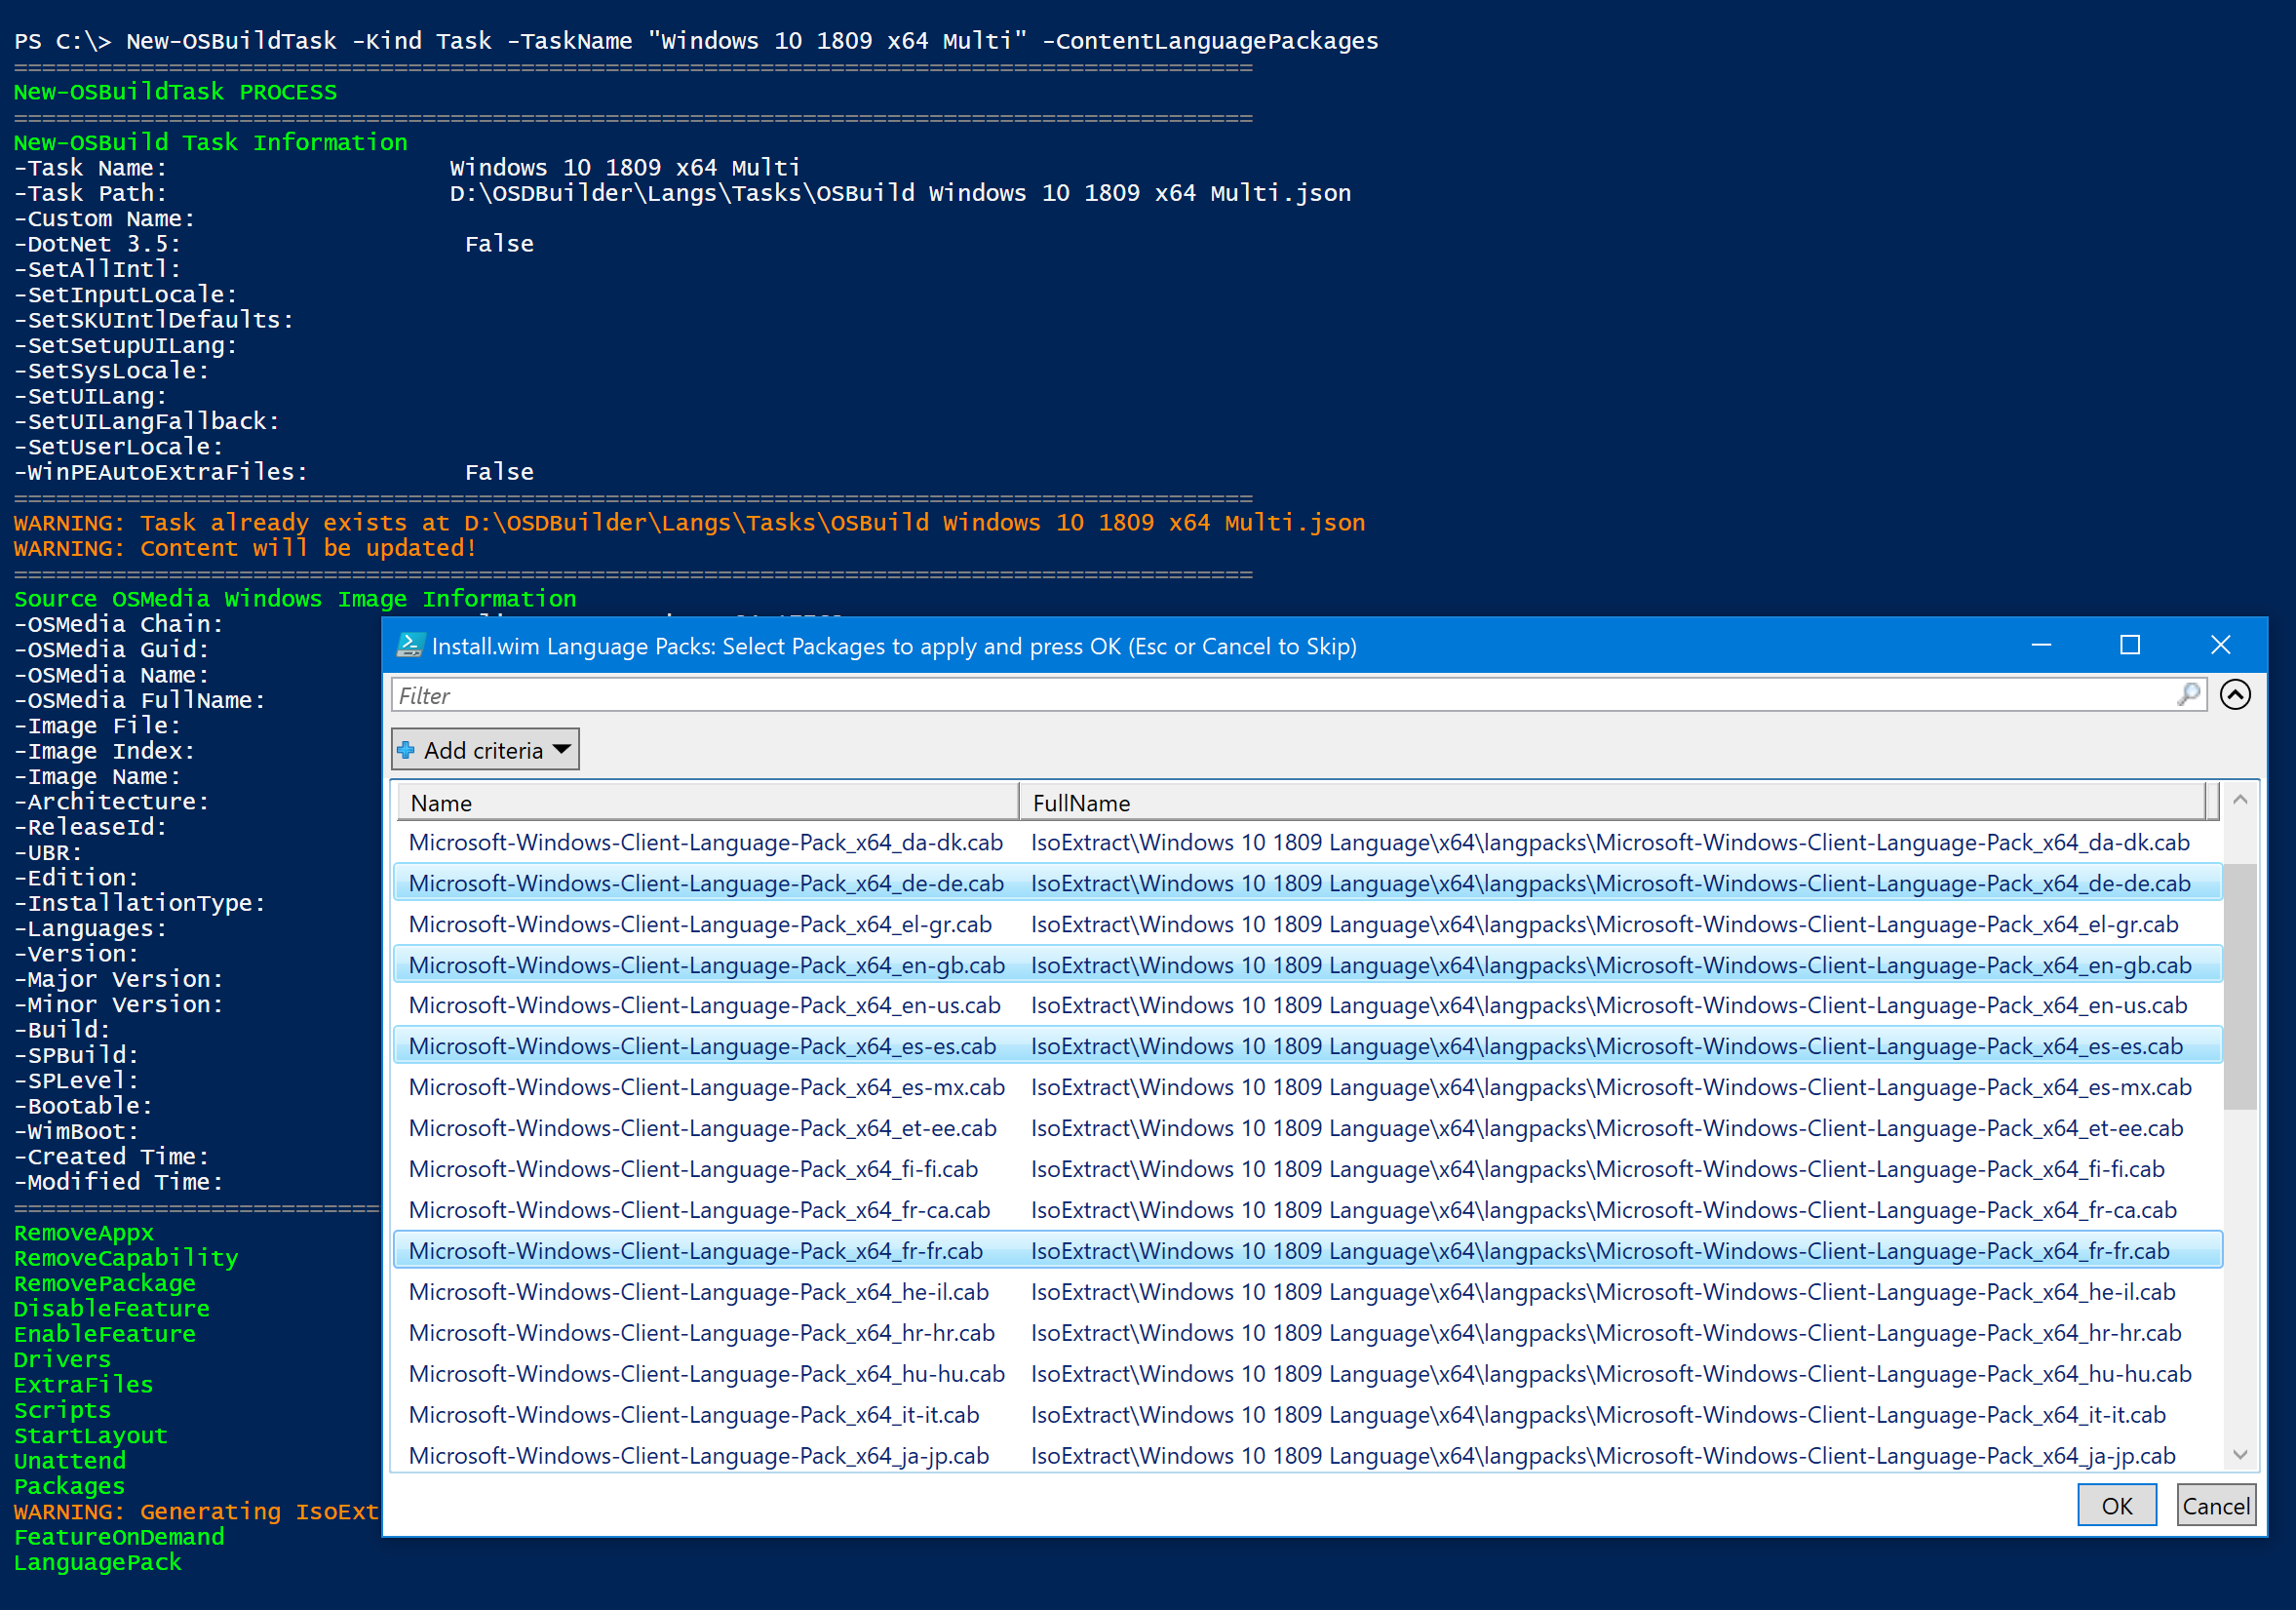 PS C:\> New-OSBuildTask -Kind Task -TaskName "Windows 10 1809 x64 Multi" -ContentLanguagePackages
========================================================================================
New-OSBuildTask PROCESS
========================================================================================
New-OSBuild Task Information
-Task Name: Windows 10 1809 x64 Multi
-Task Path: D:\OSDBuilder\Langs\Tasks\OSBuild Windows 10 1809 x64 Multi.json
-Custom Name:
-DotNet 3.5: False
-SetAllIntl:
-SetInputLocale:
-SetSKUIntlDefaults:
-SetSetupUILang:
-SetSysLocale:
-SetUILang:
-SetUILangFallback:
-SetUserLocale:
-WinPEAutoExtraFiles: False
========================================================================================
WARNING: Task already exists at D:\OSDBuilder\Langs\Tasks\OSBuild Windows 10 1809 x64 Multi.json
WARNING: Content will be updated!
========================================================================================
Source OSMedia Windows Image Information
-OSMedia Chain:
-OSMedia Guid:
-OSMedia Name:
-OSMedia FullName:
-Image File:
-Image Index:
-Image Name:
-Architecture:
-ReleaseId:
-UBR:
-Edition:
-InstallationType:
-Languages:
-Version:
-Major Version:
-Minor Version:
-Build:
-SPBuild:
-SPLevel:
-Bootable:
-WimBoot:
-Created Time:
-Modified Time:
==========================
RemoveAppx
RemoveCapability
RemovePackage
DisableFeature
EnableFeature
Drivers
ExtraFiles
Scripts
StartLayout
Unattend
Packages
WARNING: Generating IsoExt
FeatureOnDemand
LanguagePack
Install.wim Language Packs: Select Packages to apply and press OK (Esc or Cancel to Skip)
Filter
Add criteria
Name FullName
Microsoft-Windows-Client-Language-Pack_x64_da-dk.cab IsoExtract\Windows 10 1809 Language\x64\langpacks\Microsoft-Windows-Client-Language-Pack_x64_da-dk.cab
Microsoft-Windows-Client-Language-Pack_x64_de-de.cab IsoExtract\Windows 10 1809 Language\x64\langpacks\Microsoft-Windows-Client-Language-Pack_x64_de-de.cab
Microsoft-Windows-Client-Language-Pack_x64_el-gr.cab IsoExtract\Windows 10 1809 Language\x64\langpacks\Microsoft-Windows-Client-Language-Pack_x64_el-gr.cab
Microsoft-Windows-Client-Language-Pack_x64_en-gb.cab IsoExtract\Windows 10 1809 Language\x64\langpacks\Microsoft-Windows-Client-Language-Pack_x64_en-gb.cab
Microsoft-Windows-Client-Language-Pack_x64_en-us.cab IsoExtract\Windows 10 1809 Language\x64\langpacks\Microsoft-Windows-Client-Language-Pack_x64_en-us.cab
Microsoft-Windows-Client-Language-Pack_x64_es-es.cab IsoExtract\Windows 10 1809 Language\x64\langpacks\Microsoft-Windows-Client-Language-Pack_x64_es-es.cab
Microsoft-Windows-Client-Language-Pack_x64_es-mx.cab IsoExtract\Windows 10 1809 Language\x64\langpacks\Microsoft-Windows-Client-Language-Pack_x64_es-mx.cab
Microsoft-Windows-Client-Language-Pack_x64_et-ee.cab IsoExtract\Windows 10 1809 Language\x64\langpacks\Microsoft-Windows-Client-Language-Pack_x64_et-ee.cab
Microsoft-Windows-Client-Language-Pack_x64_fi-fi.cab IsoExtract\Windows 10 1809 Language\x64\langpacks\Microsoft-Windows-Client-Language-Pack_x64_fi-fi.cab
Microsoft-Windows-Client-Language-Pack_x64_fr-ca.cab IsoExtract\Windows 10 1809 Language\x64\langpacks\Microsoft-Windows-Client-Language-Pack_x64_fr-ca.cab
Microsoft-Windows-Client-Language-Pack_x64_fr-fr.cab IsoExtract\Windows 10 1809 Language\x64\langpacks\Microsoft-Windows-Client-Language-Pack_x64_fr-fr.cab
Microsoft-Windows-Client-Language-Pack_x64_he-il.cab IsoExtract\Windows 10 1809 Language\x64\langpacks\Microsoft-Windows-Client-Language-Pack_x64_he-il.cab
Microsoft-Windows-Client-Language-Pack_x64_hr-hr.cab IsoExtract\Windows 10 1809 Language\x64\langpacks\Microsoft-Windows-Client-Language-Pack_x64_hr-hr.cab
Microsoft-Windows-Client-Language-Pack_x64_hu-hu.cab IsoExtract\Windows 10 1809 Language\x64\langpacks\Microsoft-Windows-Client-Language-Pack_x64_hu-hu.cab
Microsoft-Windows-Client-Language-Pack_x64_it-it.cab IsoExtract\Windows 10 1809 Language\x64\langpacks\Microsoft-Windows-Client-Language-Pack_x64_it-it.cab
Microsoft-Windows-Client-Language-Pack_x64_ja-jp.cab IsoExtract\Windows 10 1809 Language\x64\langpacks\Microsoft-Windows-Client-Language-Pack_x64_ja-jp.cab
OK Cancel